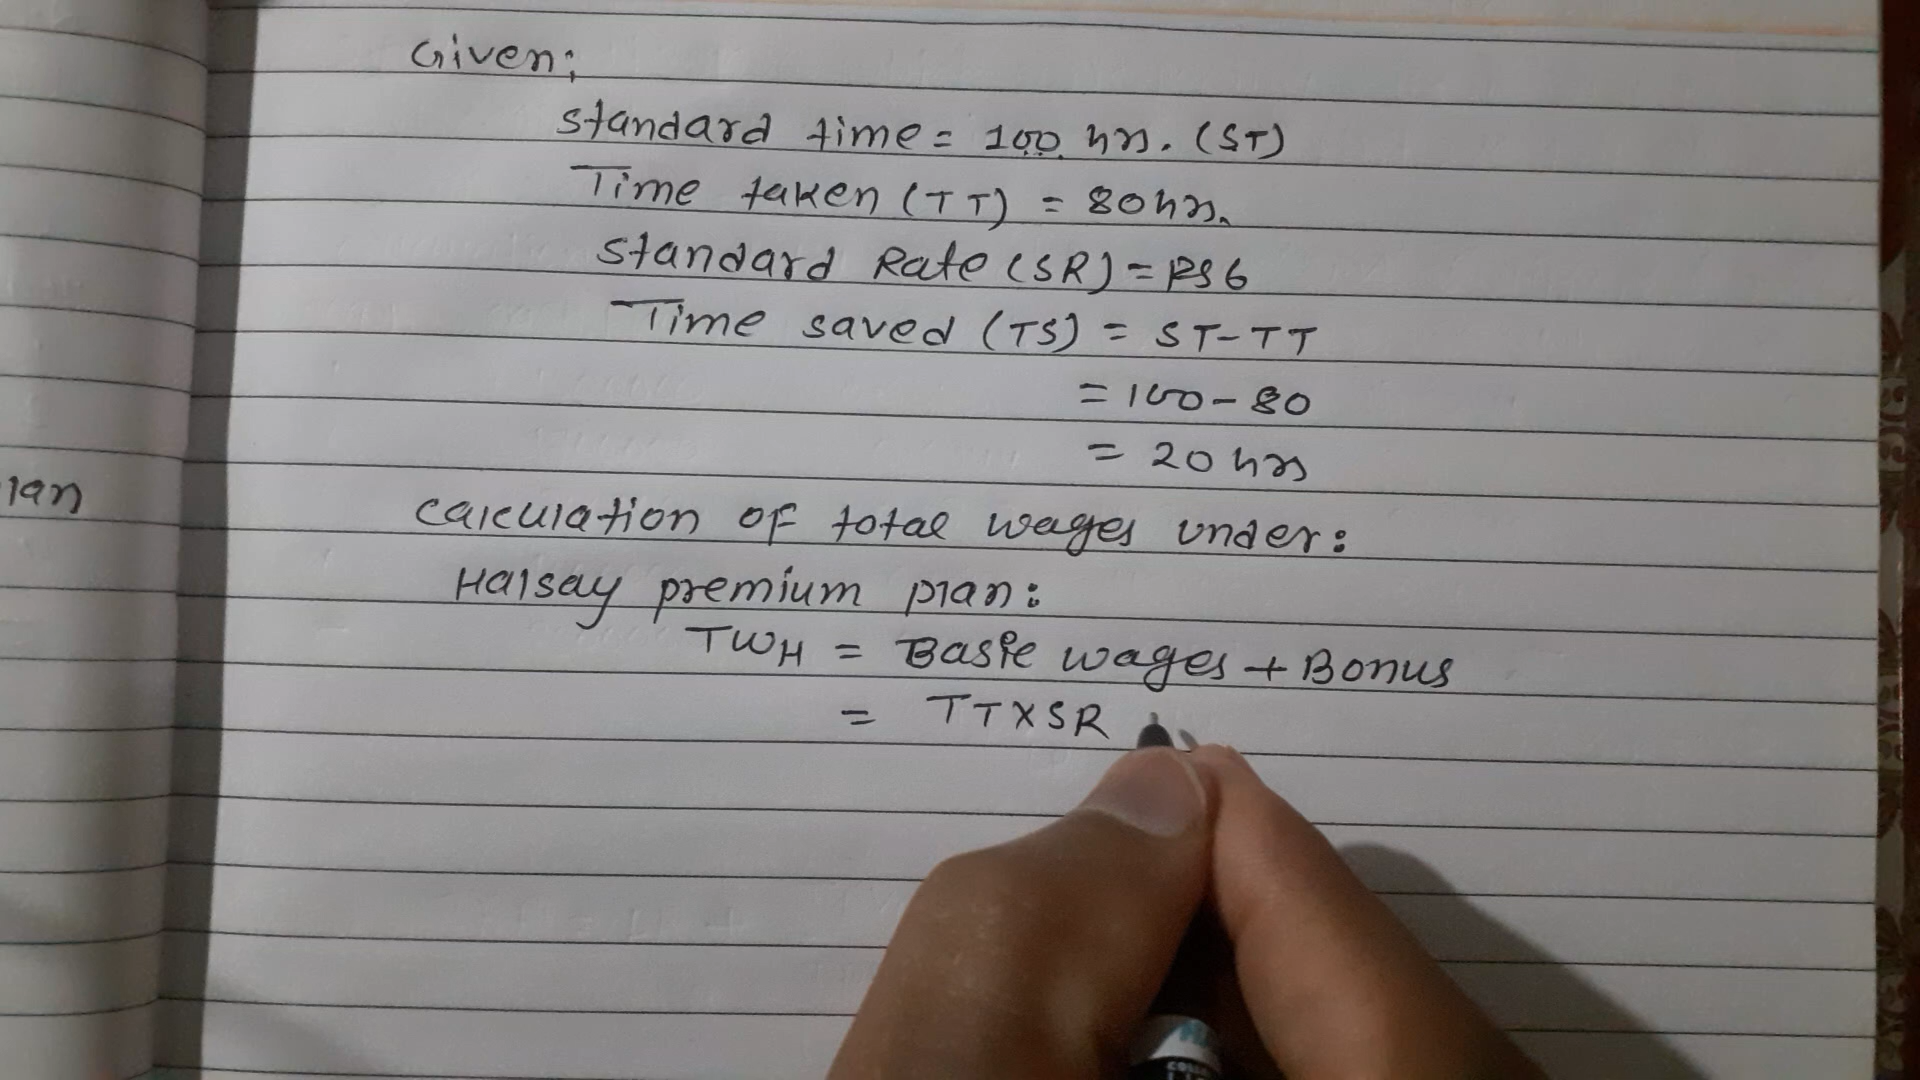 Given:
Standard time = 100 hrs. (ST)
Time taken (TT) = 80 hrs.
Standard Rate (SR) = RS 6
Time saved (TS) = ST - TT
= 100 - 80
= 20 hrs
lan
calculation of total wages under:
Halsay premium plan:
TWH = Basic wages + Bonus
= TT X SR